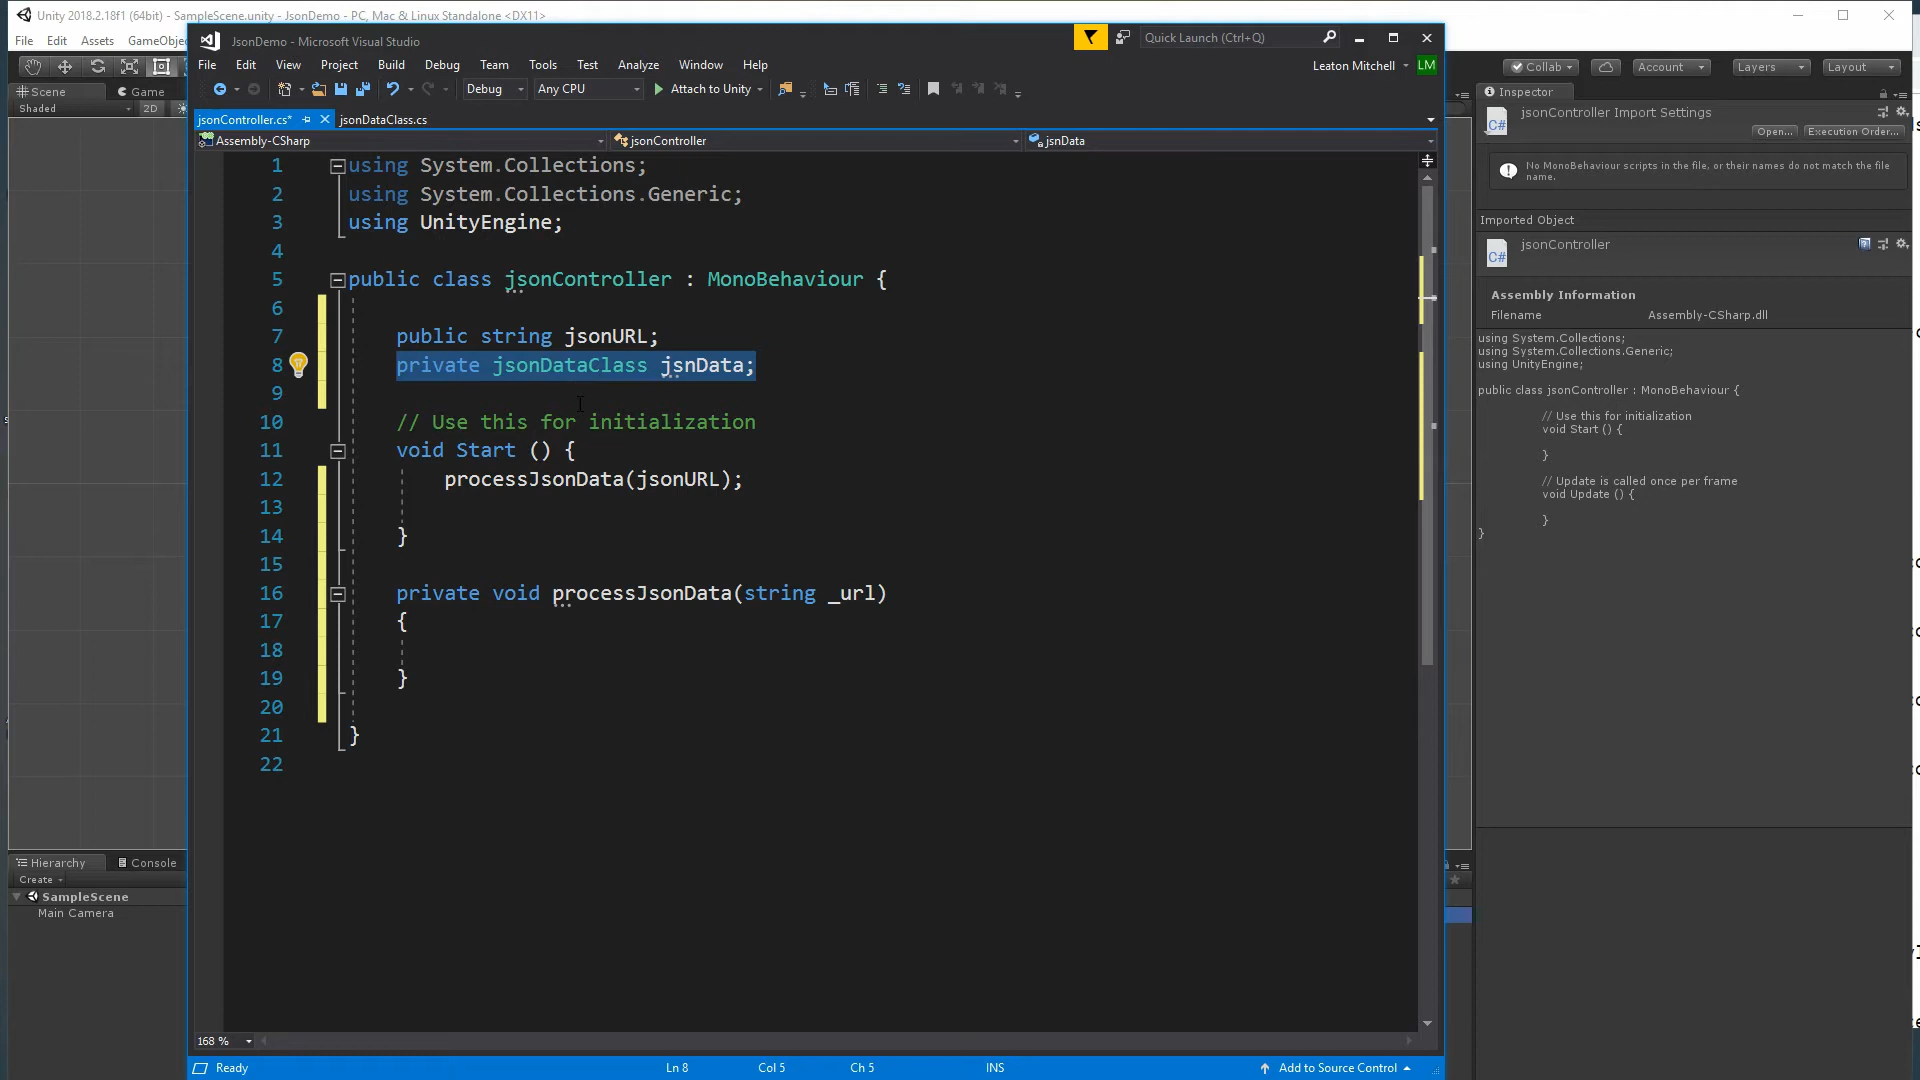 Unity 2018.2.18f1 (64bit) - SampleScene.unity - JsonDemo - PC, Mac & Linux Standalone <DX11>
File Edit Assets GameObjec
JsonDemo - Microsoft Visual Studio
Quick Launch (Ctrl+Q)
File Edit View Project Build Debug Team Tools Test Analyze Window Help
Leaton Mitchell LM
Debug Any CPU Attach to Unity
Collab Account Layers Layout
Scene Game
Shaded 2D
jsonController.cs* jsonDataClass.cs
Assembly-CSharp jsonController jsnData
1 using System.Collections;
2 using System.Collections.Generic;
3 using UnityEngine;
4
5 public class jsonController : MonoBehaviour {
6
7 public string jsonURL;
8 private jsonDataClass jsnData;
9
10 // Use this for initialization
11 void Start () {
12 processJsonData(jsonURL);
13
14 }
15
16 private void processJsonData(string _url)
17 {
18
19 }
20
21 }
22
168 %
Ready Ln 8 Col 5 Ch 5 INS Add to Source Control
Hierarchy Console
Create
SampleScene
Main Camera
Inspector
C# jsonController Import Settings
Open... Execution Order...
No MonoBehaviour scripts in the file, or their names do not match the file
name.
Imported Object
C# jsonController
Assembly Information
Filename Assembly-CSharp.dll
using System.Collections;
using System.Collections.Generic;
using UnityEngine;
public class jsonController : MonoBehaviour {
// Use this for initialization
void Start () {
}
// Update is called once per frame
void Update () {
}
}